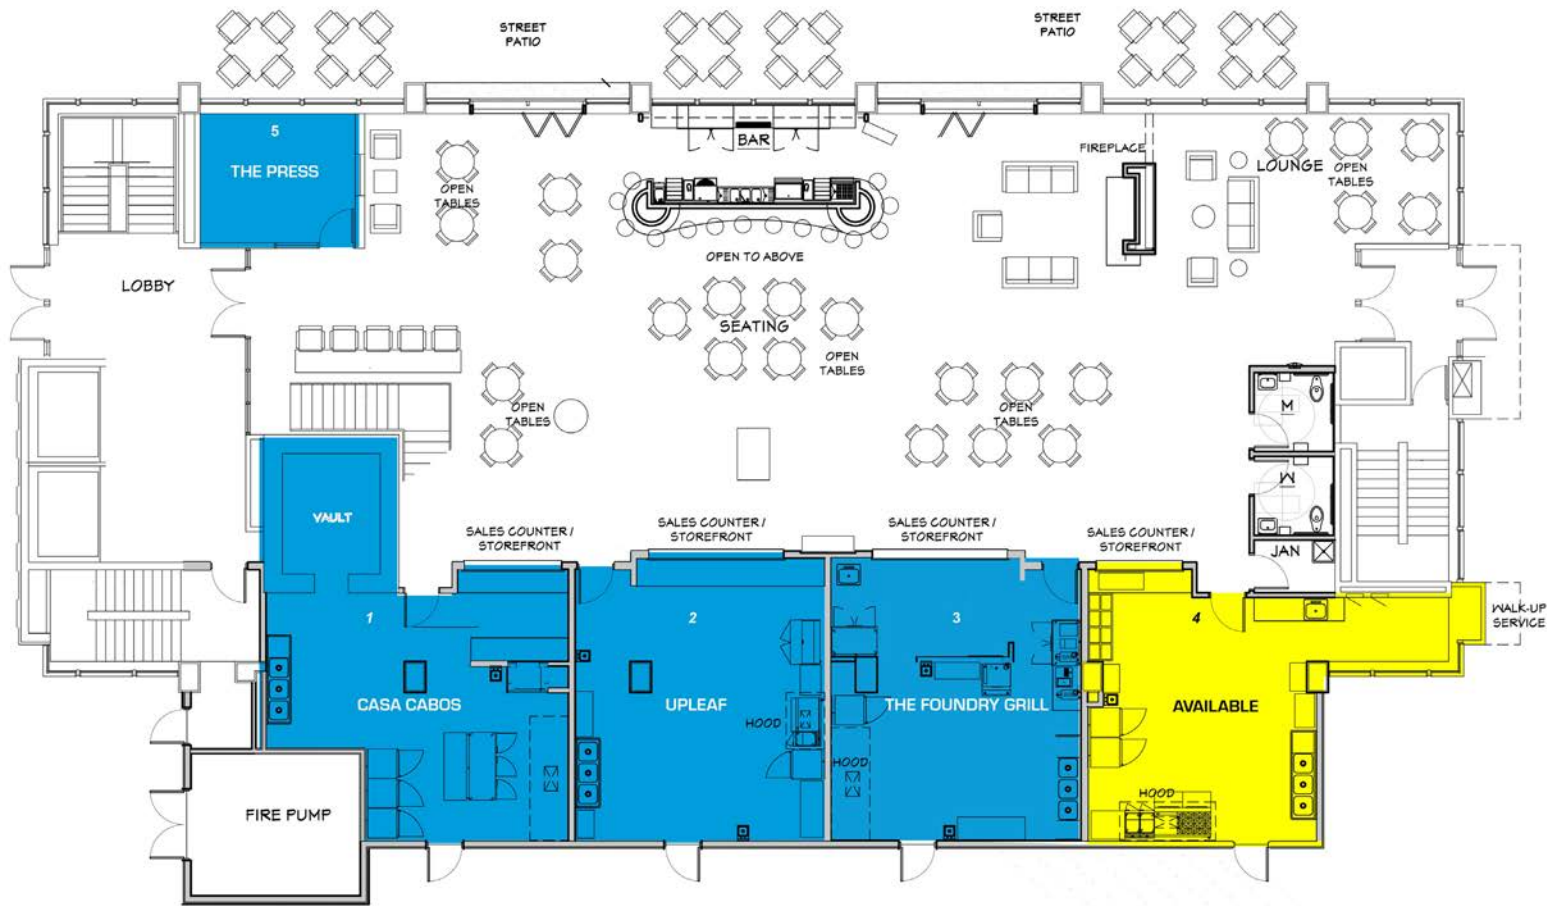 STREET
PATIO
STREET
PATIO
5
THE PRESS
BAR
OPEN
TABLES
FIREPLACE
LOUNGE
OPEN
TABLES
OPEN TO ABOVE
LOBBY
SEATING
OPEN
TABLES
OPEN
TABLES
OPEN
TABLES
M
W
JAN
VAULT
SALES COUNTER /
STOREFRONT
SALES COUNTER /
STOREFRONT
SALES COUNTER /
STOREFRONT
SALES COUNTER /
STOREFRONT
1
2
3
4
WALK-UP
SERVICE
CASA CABOS
UPLEAF
THE FOUNDRY GRILL
AVAILABLE
HOOD
HOOD
HOOD
FIRE PUMP